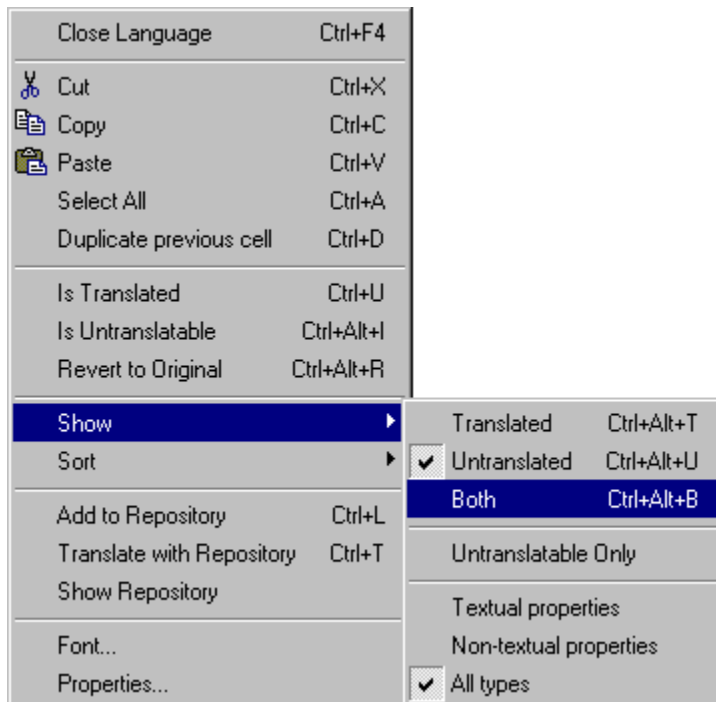 Close Language Ctrl+F4
Cut Ctrl+X
Copy Ctrl+C
Paste Ctrl+V
Select All Ctrl+A
Duplicate previous cell Ctrl+D
Is Translated Ctrl+U
Is Untranslatable Ctrl+Alt+I
Revert to Original Ctrl+Alt+R
Show
Sort
Add to Repository Ctrl+L
Translate with Repository Ctrl+T
Show Repository
Font...
Properties...
Translated Ctrl+Alt+T
Untranslated Ctrl+Alt+U
Both Ctrl+Alt+B
Untranslatable Only
Textual properties
Non-textual properties
All types